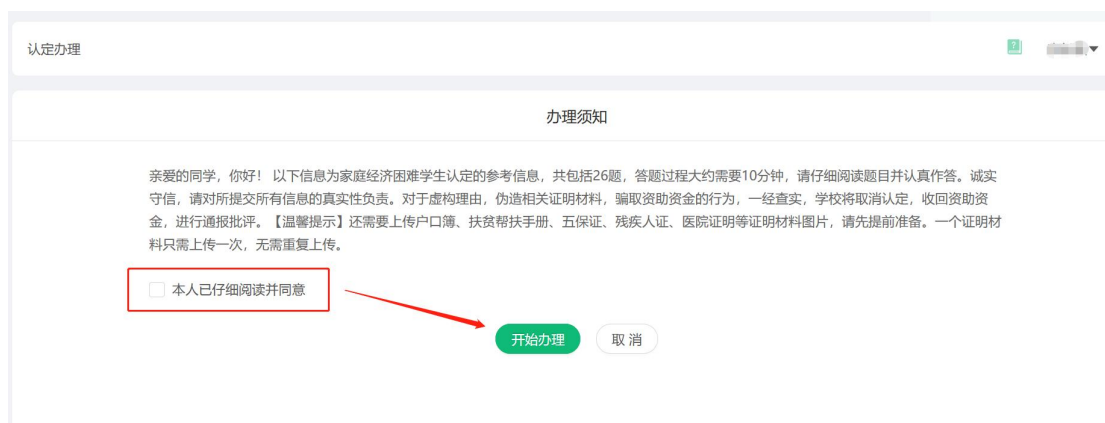 认定办理
?
办理须知
亲爱的同学，你好！ 以下信息为家庭经济困难学生认定的参考信息，共包括26题，答题过程大约需要10分钟，请仔细阅读题目并认真作答。诚实
守信，请对所提交所有信息的真实性负责。对于虚构理由，伪造相关证明材料，骗取资助资金的行为，一经查实，学校将取消认定，收回资助资
金，进行通报批评。【温馨提示】还需要上传户口簿、扶贫帮扶手册、五保证、残疾人证、医院证明等证明材料图片，请先提前准备。一个证明材
料只需上传一次，无需重复上传。
本人已仔细阅读并同意
开始办理 取 消